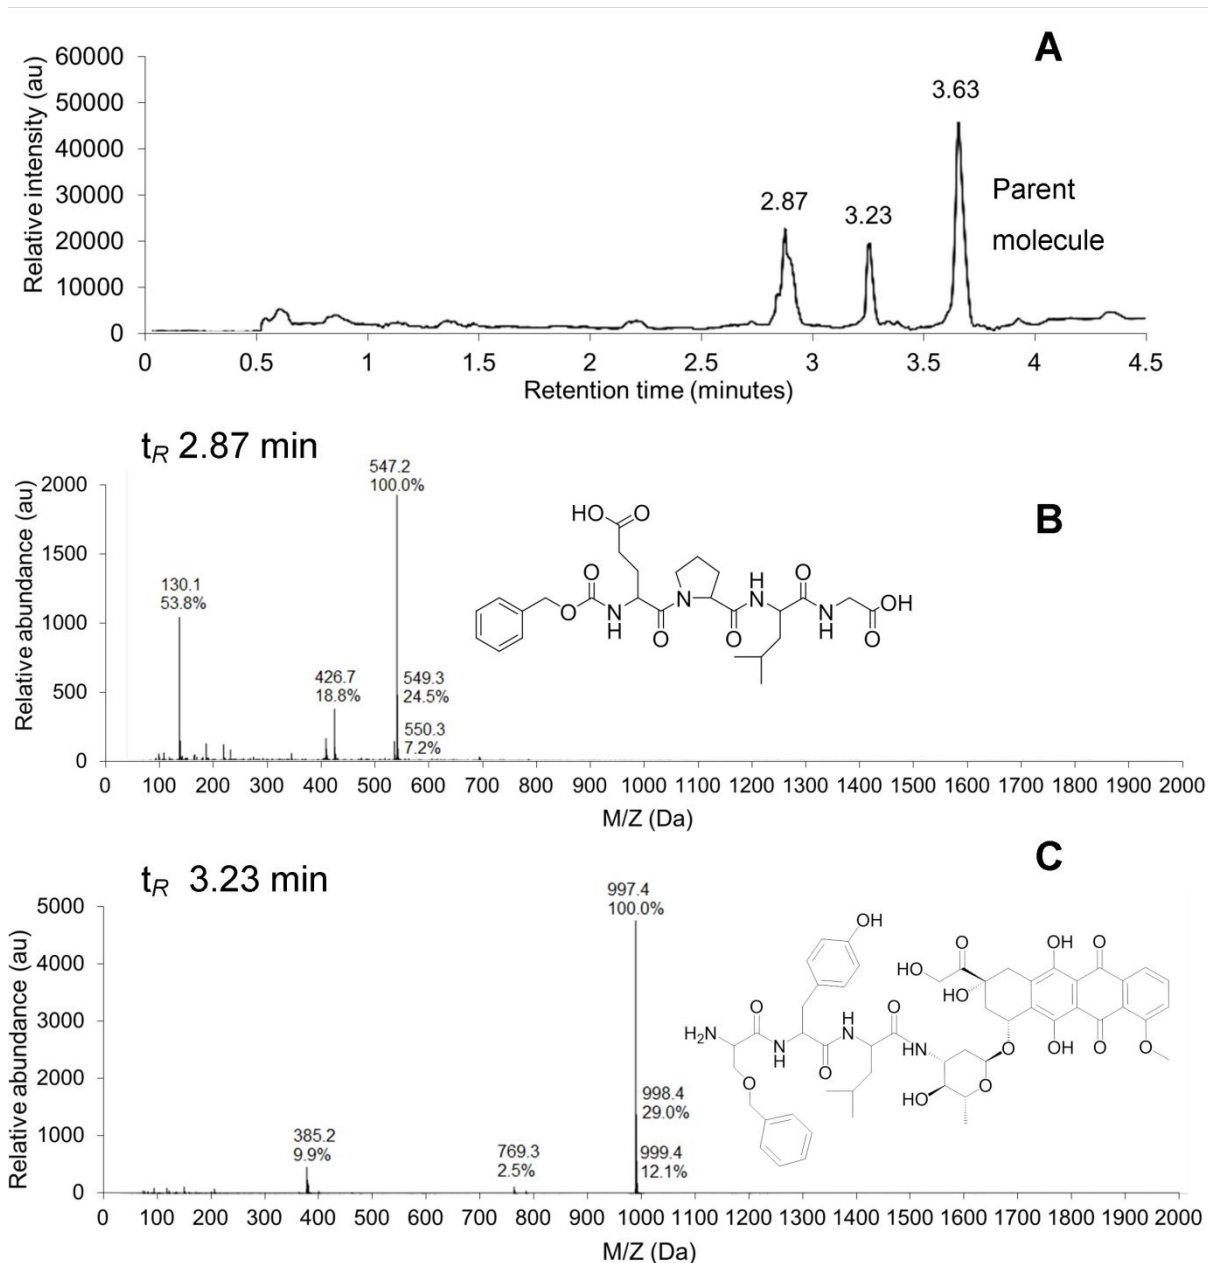 A
60000
50000
40000
30000
20000
10000
0
Relative intensity (au)
2.87
3.23
3.63
Parent
molecule
0 0.5 1 1.5 2 2.5 3 3.5 4 4.5
Retention time (minutes)
tR 2.87 min
B
2000
1500
1000
500
0
Relative abundance (au)
130.1
53.8%
426.7
18.8%
547.2
100.0%
549.3
24.5%
550.3
7.2%
HO
O
O
O
N
H
O
N
O
H
N
O
N
H
O
OH
0 100 200 300 400 500 600 700 800 900 1000 1100 1200 1300 1400 1500 1600 1700 1800 1900 2000
M/Z (Da)
C
tR 3.23 min
5000
4000
3000
2000
1000
0
Relative abundance (au)
385.2
9.9%
769.3
2.5%
997.4
100.0%
998.4
29.0%
999.4
12.1%
OH
O
OH
O
HO
HO
H2N
O
N
H
O
H
N
O
HN
O
O
OH
O
O
HO
O
0 100 200 300 400 500 600 700 800 900 1000 1100 1200 1300 1400 1500 1600 1700 1800 1900 2000
M/Z (Da)